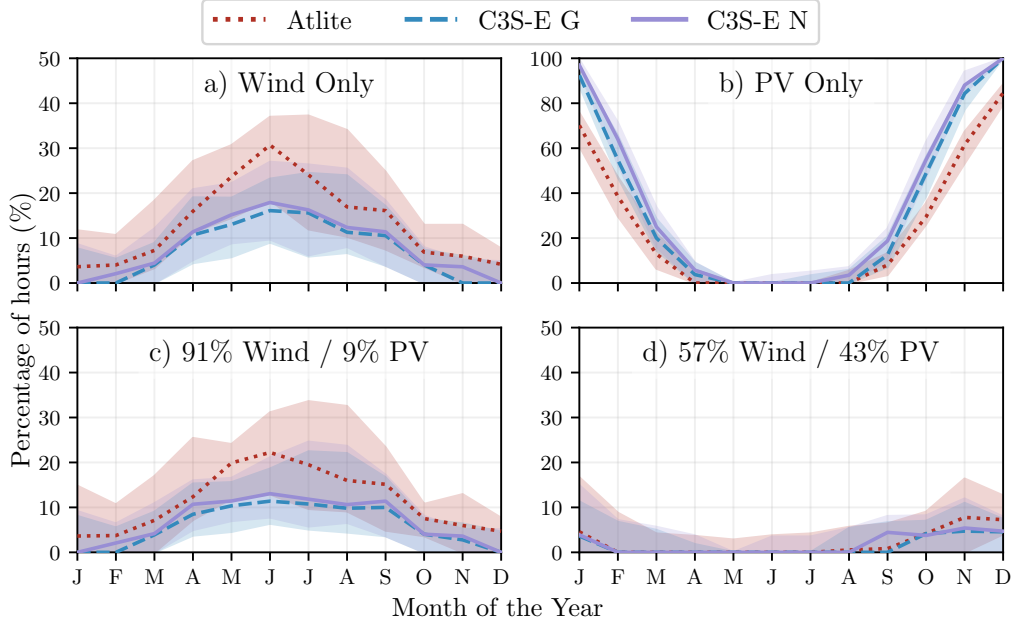 Atlite C3S-E G C3S-E N
a) Wind Only
50
40
30
20
10
0
J F M A M J J A S O N D
b) PV Only
100
80
60
40
20
0
J F M A M J J A S O N D
Percentage of hours (%)
c) 91% Wind / 9% PV
50
40
30
20
10
0
J F M A M J J A S O N D
d) 57% Wind / 43% PV
50
40
30
20
10
0
J F M A M J J A S O N D
Month of the Year